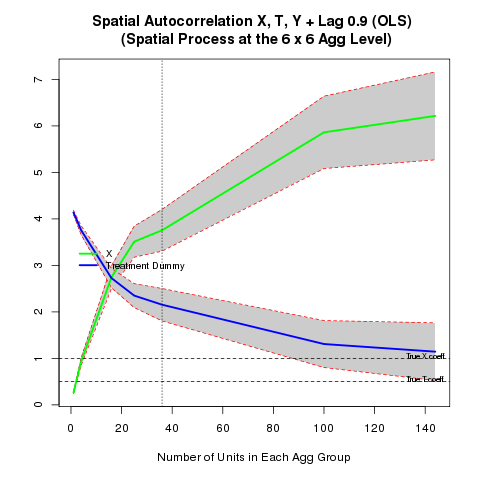 Spatial Autocorrelation X, T, Y + Lag 0.9 (OLS)
(Spatial Process at the 6 x 6 Agg Level)
7
6
5
4
3
2
1
0
X
Treatment Dummy
True X coeff.
True T coeff.
0 20 40 60 80 100 120 140
Number of Units in Each Agg Group